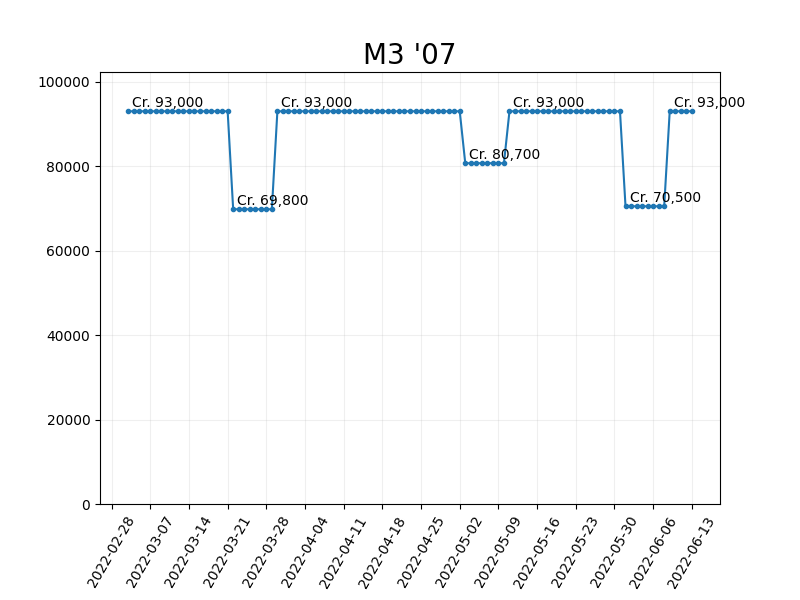 M3 '07
100000
80000
60000
40000
20000
0
Cr. 93,000
Cr. 69,800
Cr. 93,000
Cr. 80,700
Cr. 93,000
Cr. 70,500
Cr. 93,000
2022-02-28
2022-03-07
2022-03-14
2022-03-21
2022-03-28
2022-04-04
2022-04-11
2022-04-18
2022-04-25
2022-05-02
2022-05-09
2022-05-16
2022-05-23
2022-05-30
2022-06-06
2022-06-13